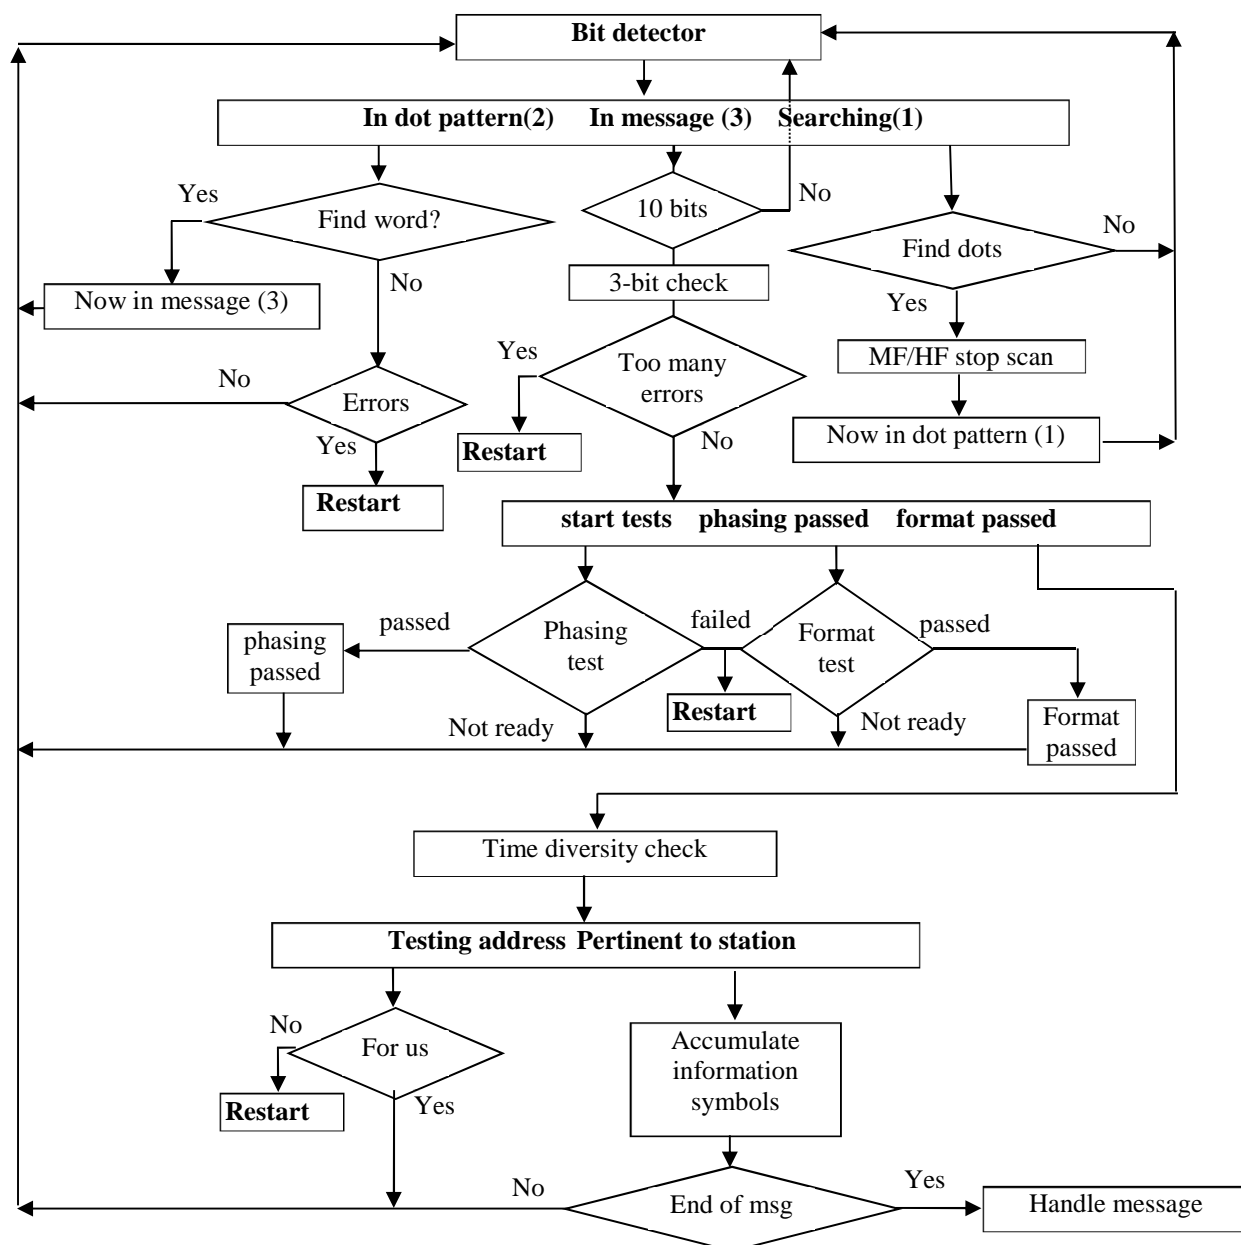 Bit detector
In dot pattern(2) In message (3) Searching(1)
Yes
Find word?
10 bits
No
No
Find dots
No
3-bit check
Now in message (3)
Yes
Yes
Too many
errors
MF/HF stop scan
No
Errors
Now in dot pattern (1)
Yes
Restart
No
Restart
start tests phasing passed format passed
passed
failed
passed
Phasing
test
Format
test
phasing
passed
Restart
Not ready
Not ready
Format
passed
Time diversity check
Testing address Pertinent to station
No
For us
Accumulate
information
symbols
Restart
Yes
No
End of msg
Yes
Handle message